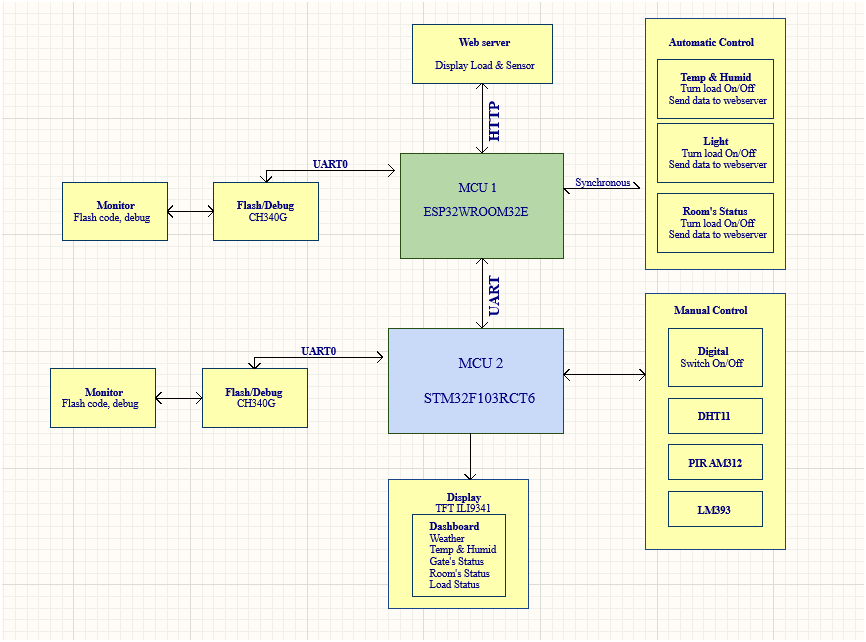 Web server
Display Load & Sensor
HTTP
Automatic Control
Temp & Humid
Turn load On/Off
Send data to webserver
Light
Turn load On/Off
Send data to webserver
Room's Status
Turn load On/Off
Send data to webserver
UART0
MCU 1
ESP32WROOM32E
Synchronous
Monitor
Flash code, debug
Flash/Debug
CH340G
UART
Manual Control
Digital
Switch On/Off
DHT11
PIR AM312
LM393
UART0
MCU 2
STM32F103RCT6
Monitor
Flash code, debug
Flash/Debug
CH340G
Display
TFT ILI9341
Dashboard
Weather
Temp & Humid
Gate's Status
Room's Status
Load Status